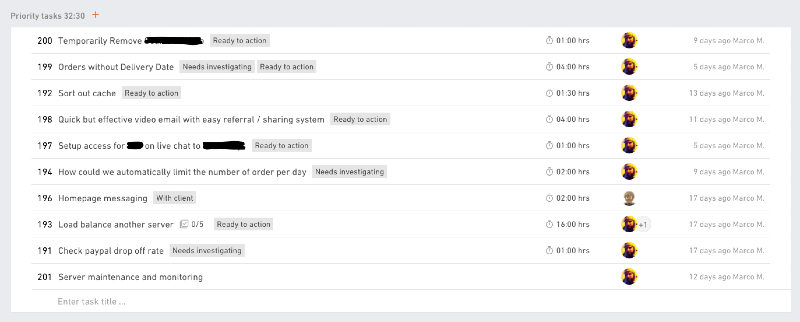 Priority tasks 32:30 +
200 Temporarily Remove Ready to action 01:00 hrs 9 days ago Marco M.
199 Orders without Delivery Date Needs investigating Ready to action 04:00 hrs 5 days ago Marco M.
192 Sort out cache Ready to action 01:30 hrs 13 days ago Marco M.
198 Quick but effective video email with easy referral / sharing system Ready to action 04:00 hrs 11 days ago Marco M.
197 Setup access for on live chat to Ready to action 01:00 hrs 5 days ago Marco M.
194 How could we automatically limit the number of order per day Needs investigating 02:00 hrs 9 days ago Marco M.
196 Homepage messaging With client 02:00 hrs 17 days ago Marco M.
193 Load balance another server 0/5 Ready to action 16:00 hrs +1 17 days ago Marco M.
191 Check paypal drop off rate Needs investigating 01:00 hrs 17 days ago Marco M.
201 Server maintenance and monitoring 12 days ago Marco M.
Enter task title ...